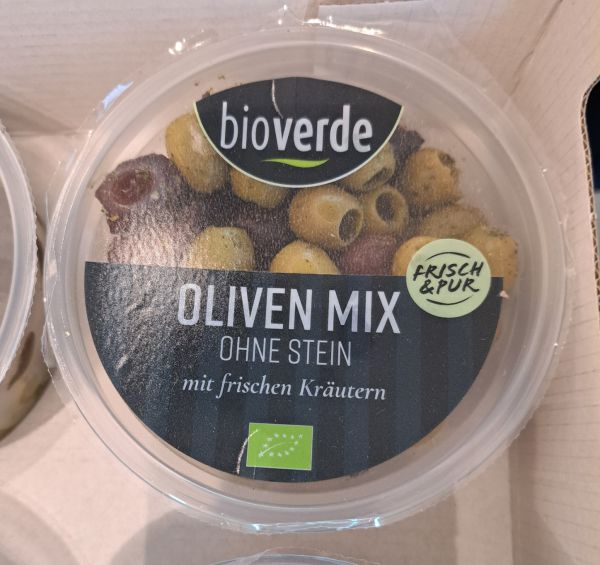 bioverde
FRISCH
&PUR
OLIVEN MIX
OHNE STEIN
mit frischen Kräutern